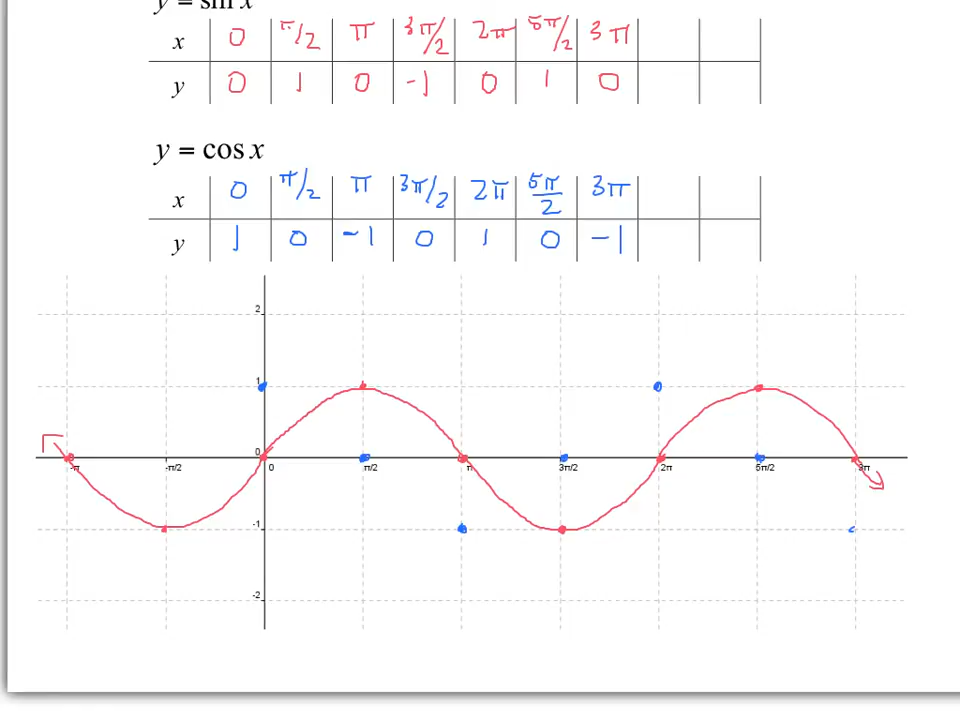 y = sin x
x 0 π/2 π 3π/2 2π 5π/2 3π
y 0 1 0 -1 0 1 0
y = cos x
x 0 π/2 π 3π/2 2π 5π/2 3π
y 1 0 -1 0 1 0 -1
2
1
0
-π -π/2 0 π/2 π 3π/2 2π 5π/2 3π
-1
-2